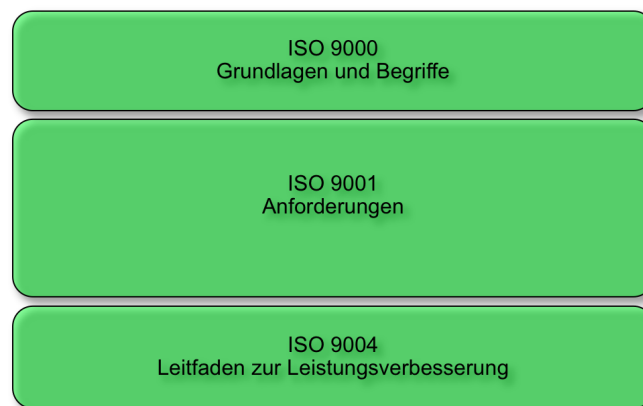 ISO 9000
Grundlagen und Begriffe
ISO 9001
Anforderungen
ISO 9004
Leitfaden zur Leistungsverbesserung